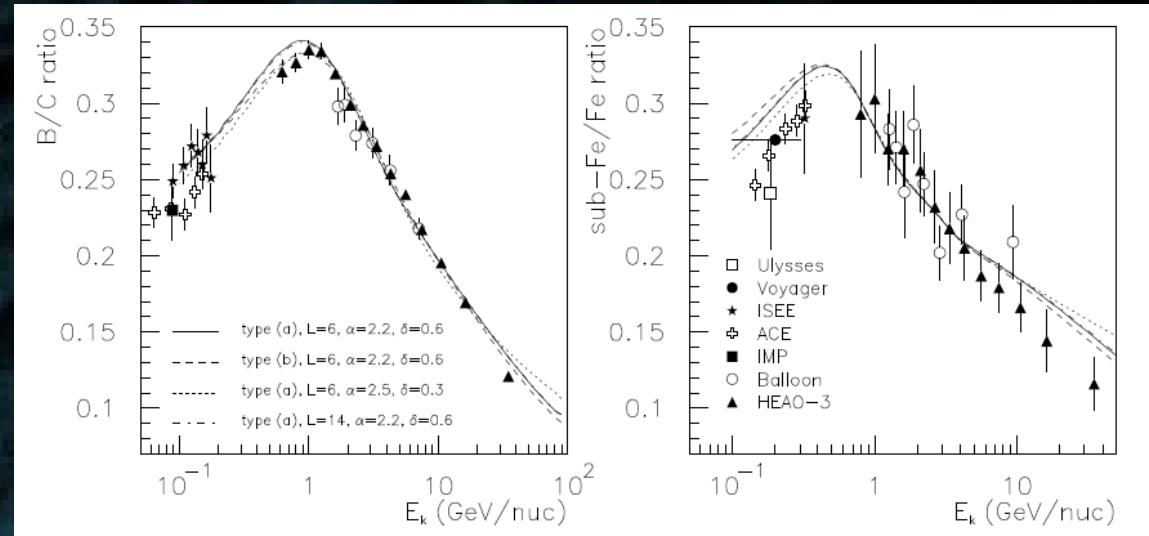 B/C ratio
0.35
0.3
0.25
0.2
0.15
0.1
type (a), L=6, α=2.2, δ=0.6
type (b), L=6, α=2.2, δ=0.6
type (a), L=6, α=2.5, δ=0.3
type (a), L=14, α=2.2, δ=0.6
10⁻¹ 1 10 10²
Eₖ (GeV/nuc)
sub-Fe/Fe ratio
0.35
0.3
0.25
0.2
0.15
0.1
Ulysses
Voyager
ISEE
ACE
IMP
Balloon
HEAO-3
10⁻¹ 1 10
Eₖ (GeV/nuc)